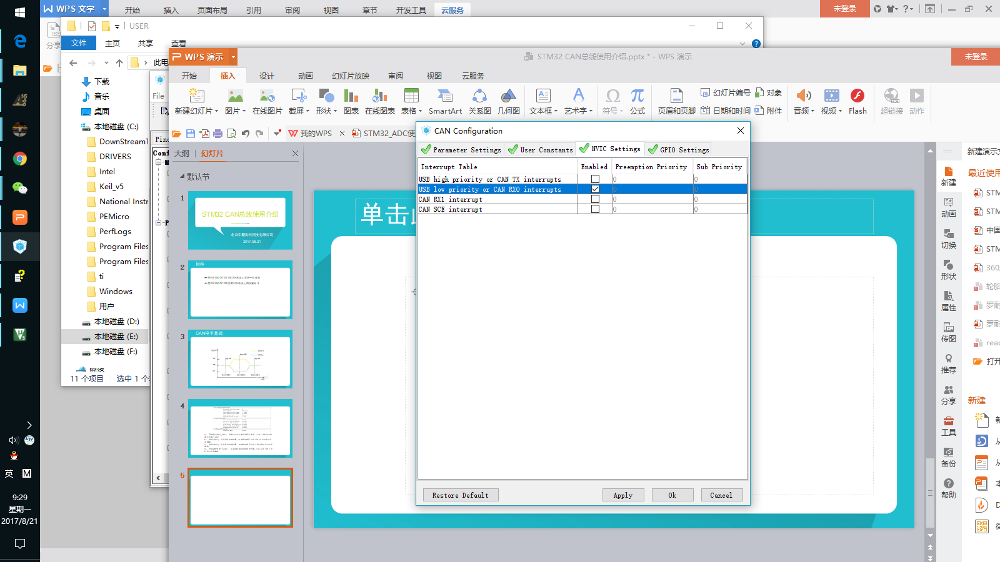 WPS 文字
开始 插入 页面布局 引用 审阅 视图 章节 开发工具 云服务
未登录
分享
USER
文件 主页 共享 查看
此电
下载
音乐
桌面
本地磁盘 (C:)
DownStreamT
DRIVERS
Intel
Keil_v5
National Instr
PEMicro
PerfLogs
Program Files
Program Files
ti
Windows
用户
本地磁盘 (D:)
本地磁盘 (E:)
本地磁盘 (F:)
网络
11 个项目 选中 1 个
File
Pinc
Conf
WPS 演示
STM32 CAN总线使用介绍.pptx * - WPS 演示
未登录
开始 插入 设计 动画 幻灯片放映 审阅 视图 云服务
新建幻灯片 图片 在线图片 截屏 形状 图表 在线图表 表格 SmartArt 关系图 几何图 文本框 艺术字 符号 公式 页眉和页脚 幻灯片编号 日期和时间 对象 附件 音频 视频 Flash 超链接 动作
我的WPS STM32_ADC使
大纲 幻灯片
默认节
1
STM32 CAN总线使用介绍
2017.08.21
2
目标
3
CAN电平基础
4
5
单击
CAN Configuration
Parameter Settings User Constants NVIC Settings GPIO Settings
Interrupt Table Enabled Preemption Priority Sub Priority
USB high priority or CAN TX interrupts 0 0
USB low priority or CAN RX0 interrupts 0 0
CAN RX1 interrupt 0 0
CAN SCE interrupt 0 0
Restore Default Apply Ok Cancel
新建
动画
切换
形状
属性
传图
推荐
分享
工具
备份
帮助
新建演示文
最近使用
STM
STM
中国
STM
360
轮胎
罗耐
罗耐
read
打开
新建
新
从
从
本
D
微
英 M
9:29
星期一
2017/8/21